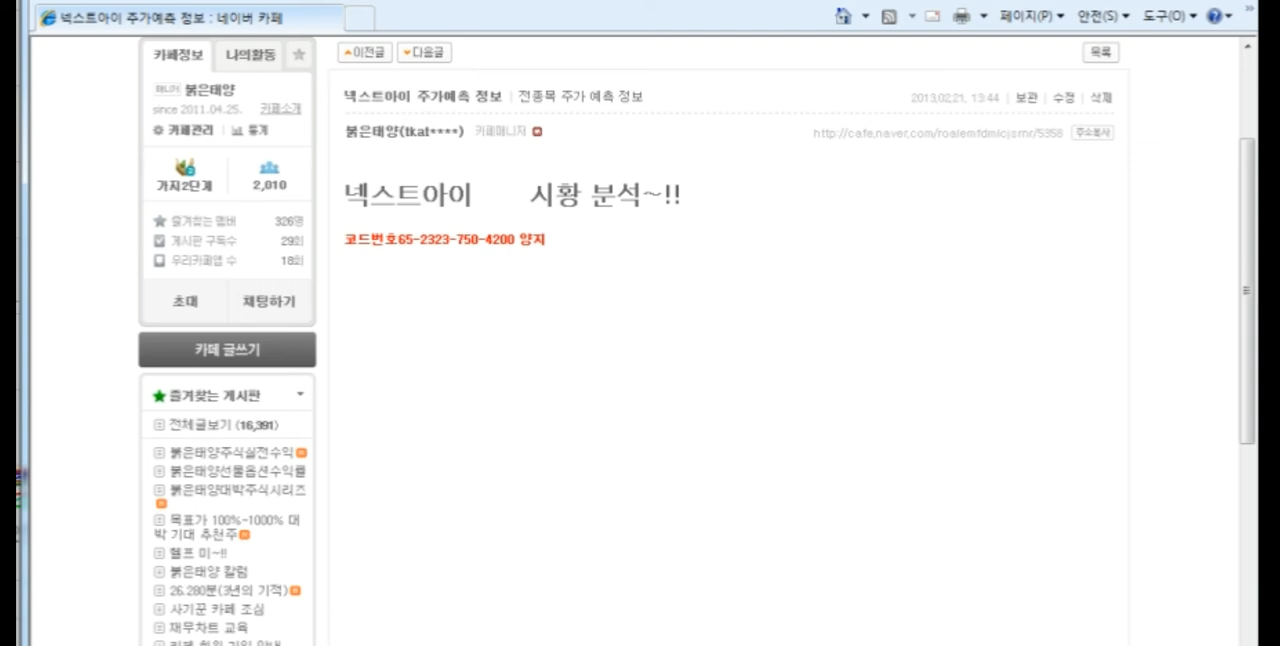 넥스트아이 주가예측 정보 : 네이버 카페
페이지(P) 안전(S) 도구(O)
카페정보 나의활동
이전글 다음글 목록
매니저 붉은태양
since 2011.04.25. 카페소개
카페관리 통계
가지2단계 2,010
즐겨찾는 멤버 326명
게시판 구독수 29회
우리카페앱 수 18회
초대 채팅하기
카페 글쓰기
즐겨찾는 게시판
전체글보기 (16,391)
붉은태양주식실전수익
붉은태양선물옵션수익률
붉은태양대박주식시리즈
목표가 100%~1000% 대
박 기대 추천주
헬프 미~!!
붉은태양 칼럼
26.280분(3년의 기적)
사기꾼 카페 조심
재무차트 교육
넥스트아이 주가예측 정보 | 전종목 주가 예측 정보
2013.02.21. 13:44 | 보관 | 수정 | 삭제
붉은태양(tkat****) 카페매니저
http://cafe.naver.com/roalemfdmlcjsrnr/5358 주소복사
넥스트아이 시황 분석~!!
코드번호65-2323-750-4200 양지